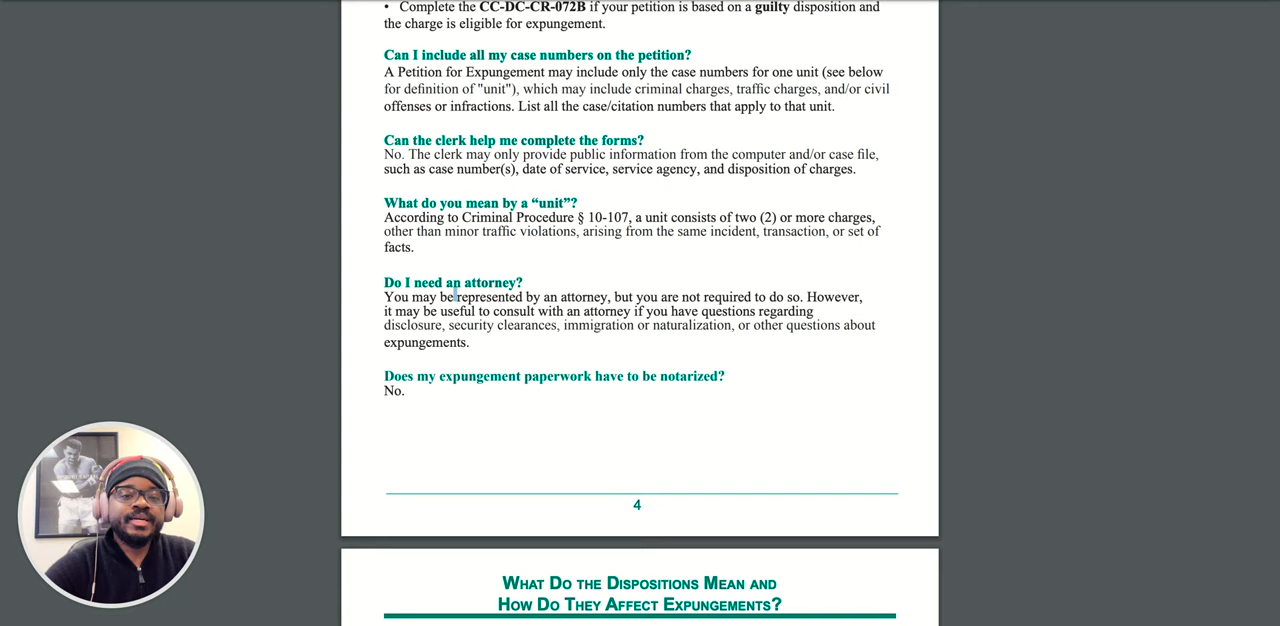 • Complete the CC-DC-CR-072B if your petition is based on a guilty disposition and
the charge is eligible for expungement.
Can I include all my case numbers on the petition?
A Petition for Expungement may include only the case numbers for one unit (see below
for definition of "unit"), which may include criminal charges, traffic charges, and/or civil
offenses or infractions. List all the case/citation numbers that apply to that unit.
Can the clerk help me complete the forms?
No. The clerk may only provide public information from the computer and/or case file,
such as case number(s), date of service, service agency, and disposition of charges.
What do you mean by a “unit”?
According to Criminal Procedure § 10-107, a unit consists of two (2) or more charges,
other than minor traffic violations, arising from the same incident, transaction, or set of
facts.
Do I need an attorney?
You may be represented by an attorney, but you are not required to do so. However,
it may be useful to consult with an attorney if you have questions regarding
disclosure, security clearances, immigration or naturalization, or other questions about
expungements.
Does my expungement paperwork have to be notarized?
No.
4
WHAT DO THE DISPOSITIONS MEAN AND
HOW DO THEY AFFECT EXPUNGEMENTS?